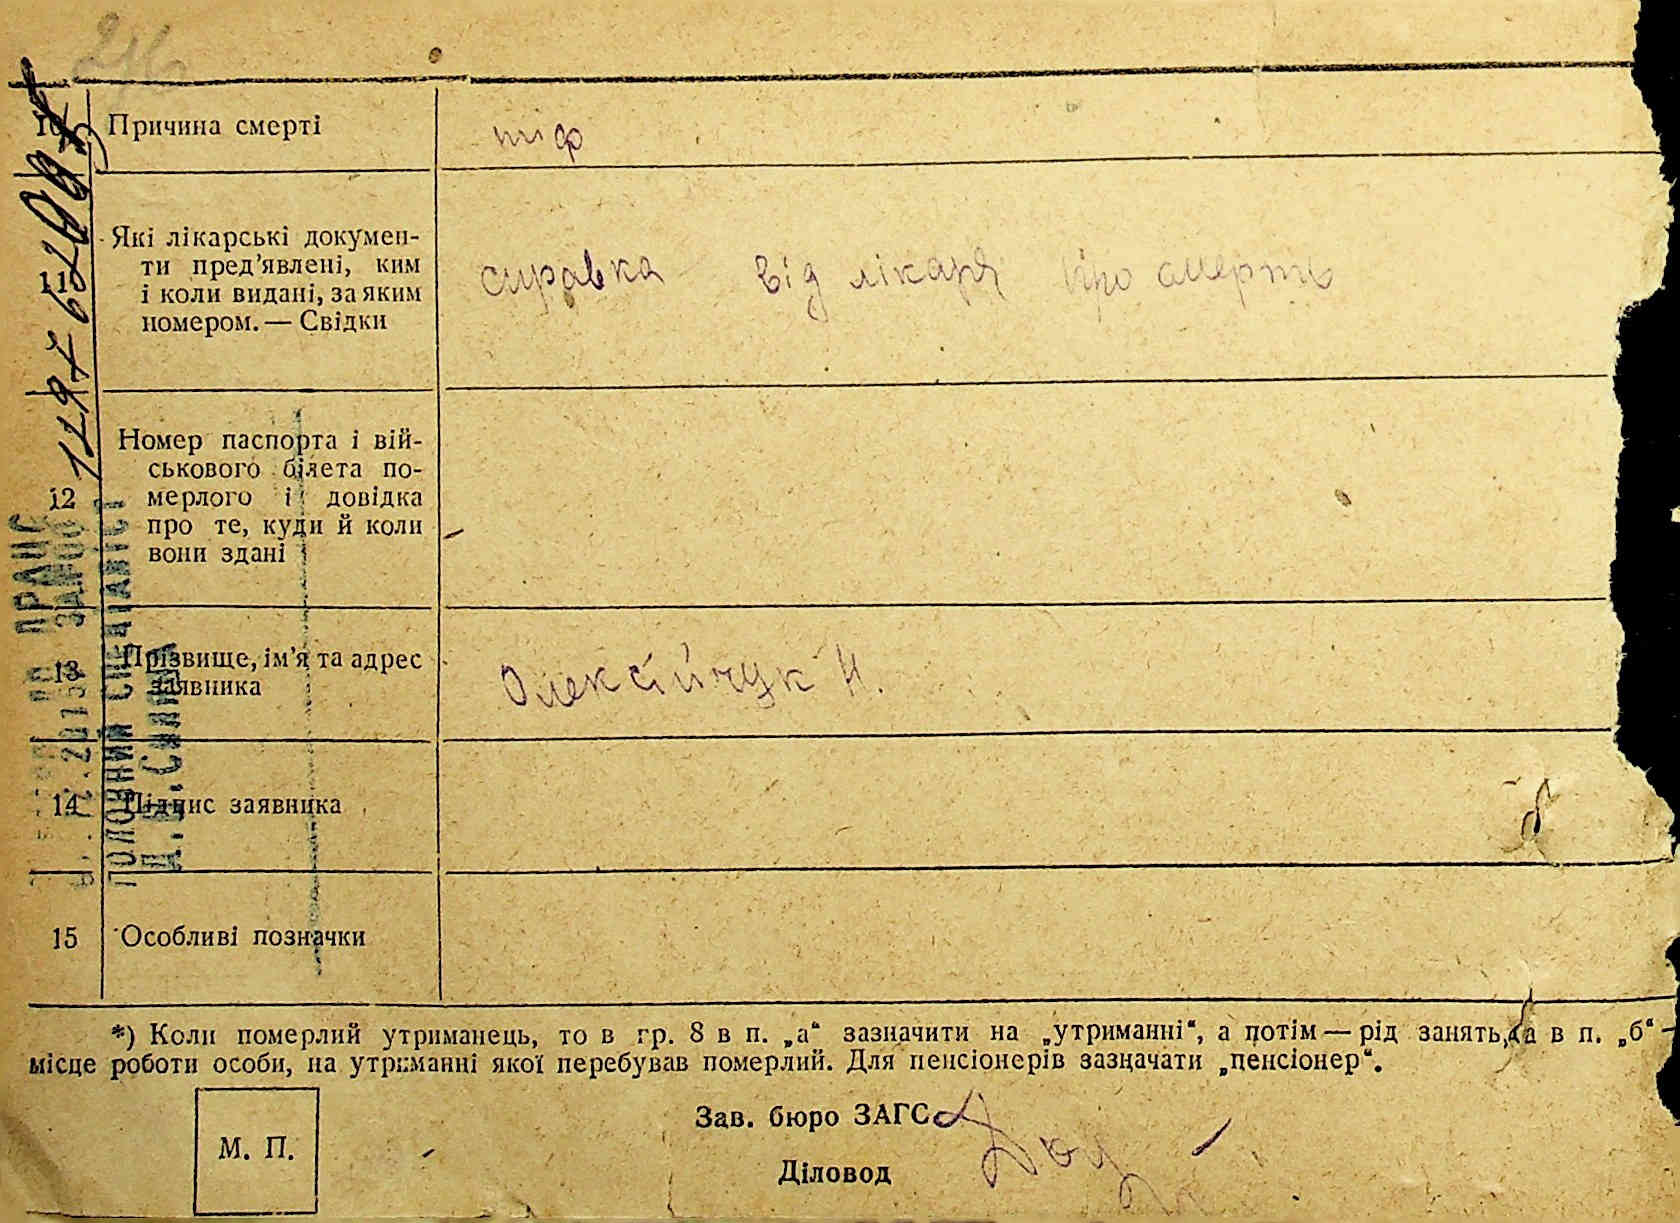 10 Причина смерті
тіф
Які лікарські докумен-
ти пред’явлені, ким
11 і коли видані, за яким
номером. — Свідки
справка від лікаря про смерть
Номер паспорта і вій-
ськового білета по-
12 мерлого і довідка
про те, куди й коли
вони здані
13 Прізвище, ім’я та адрес
заявника
Олексійчук Н.
14 Підпис заявника
15 Особливі позначки
*) Коли померлий утриманець, то в гр. 8 в п. „а“ зазначити на „утриманні“, а потім — рід занять, а в п. „б“ —
місце роботи особи, на утриманні якої перебував померлий. Для пенсіонерів зазначати „пенсіонер“.
Зав. бюро ЗАГС
М. П.
Діловод
ГОЛОВНИЙ СПЕЦІАЛІСТ